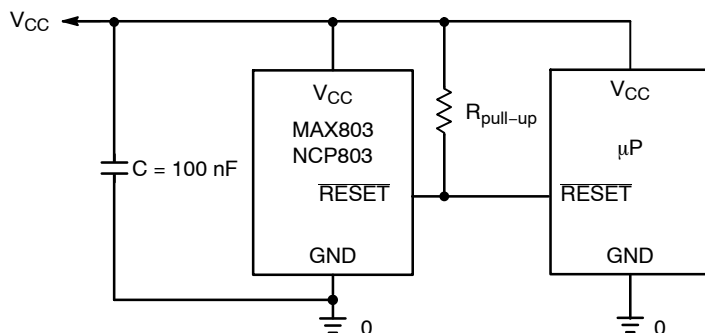 VCC
VCC
MAX803
NCP803
RESET
GND
C = 100 nF
Rpull−up
VCC
μP
RESET
GND
0
0